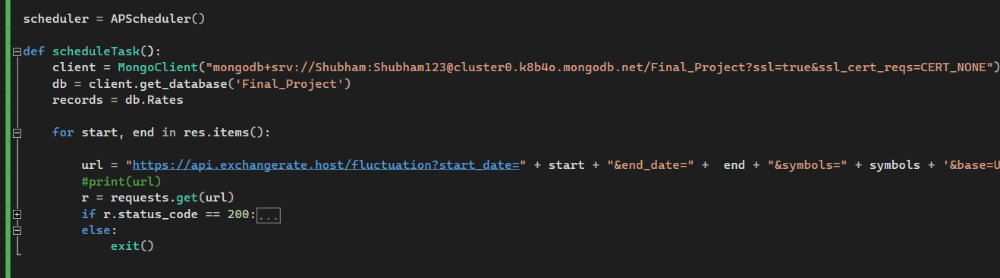 scheduler = APScheduler()
def scheduleTask():
client = MongoClient("mongodb+srv://Shubham:Shubham123@cluster0.k8b4o.mongodb.net/Final_Project?ssl=true&ssl_cert_reqs=CERT_NONE")
db = client.get_database('Final_Project')
records = db.Rates
for start, end in res.items():
url = "https://api.exchangerate.host/fluctuation?start_date=" + start + "&end_date=" +  end + "&symbols=" + symbols + '&base=U
#print(url)
r = requests.get(url)
if r.status_code == 200:...
else:
exit()